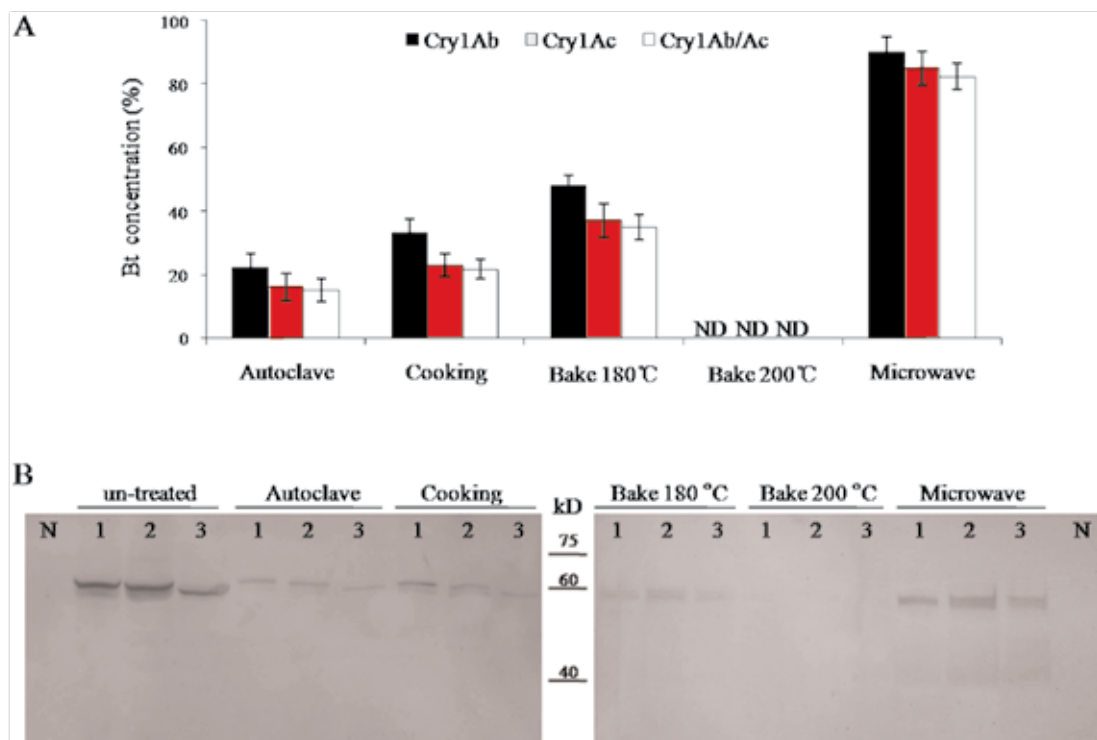 A
100
80
60
40
20
0
Bt concentration (%)
Cry1Ab Cry1Ac Cry1Ab/Ac
ND ND ND
Autoclave Cooking Bake 180℃ Bake 200℃ Microwave
B
un-treated Autoclave Cooking kD Bake 180 °C Bake 200 °C Microwave
N 1 2 3 1 2 3 1 2 3 75 1 2 3 1 2 3 1 2 3 N
60
40